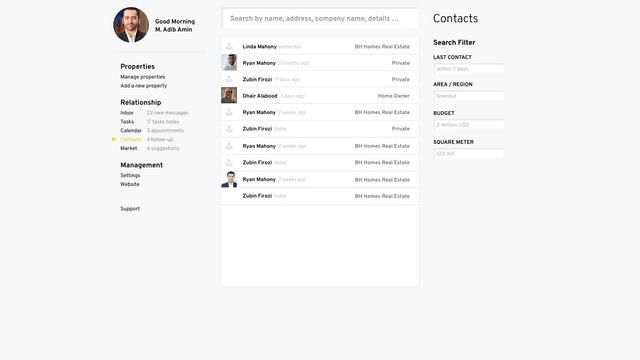 Good Morning
M. Adib Amin
Properties
Manage properties
Add a new property
Relationship
Inbox 22 new messages
Tasks 17 tasks today
Calendar 3 appointments
Contacts 4 follow-up
Market 4 suggestions
Management
Settings
Website
Support
Search by name, address, company name, details ...
Linda Mahony yesterday BH Homes Real Estate
Ryan Mahony 3 months ago Private
Zubin Firozi 17 days ago Private
Dhair Alabood 3 days ago Home Owner
Ryan Mahony 2 weeks ago BH Homes Real Estate
Zubin Firozi today Private
Ryan Mahony 2 weeks ago BH Homes Real Estate
Zubin Firozi today BH Homes Real Estate
Ryan Mahony 2 weeks ago BH Homes Real Estate
Zubin Firozi today BH Homes Real Estate
Contacts
Search Filter
LAST CONTACT
within 7 days
AREA / REGION
Istanbul
BUDGET
2 million USD
SQUARE METER
120 m2